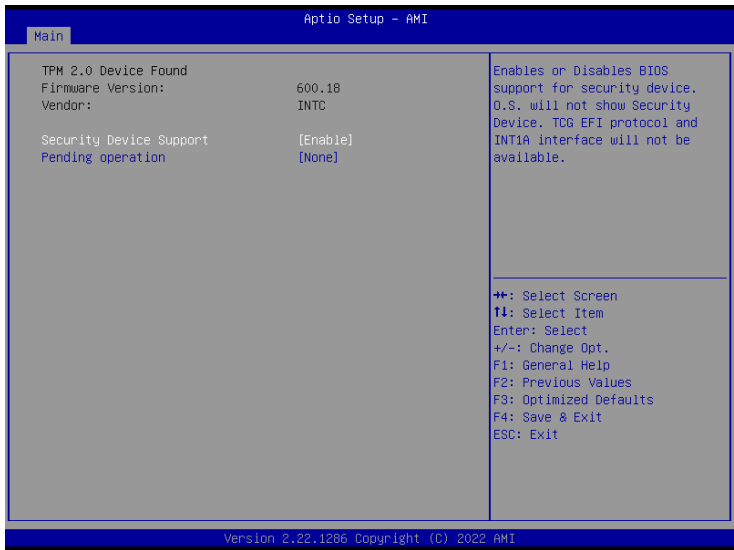 Aptio Setup - AMI
Main
TPM 2.0 Device Found
Firmware Version: 600.18
Vendor: INTC
Security Device Support [Enable]
Pending operation [None]
Enables or Disables BIOS
support for security device.
O.S. will not show Security
Device. TCG EFI protocol and
INT1A interface will not be
available.
→←: Select Screen
↑↓: Select Item
Enter: Select
+/-: Change Opt.
F1: General Help
F2: Previous Values
F3: Optimized Defaults
F4: Save & Exit
ESC: Exit
Version 2.22.1286 Copyright (C) 2022 AMI